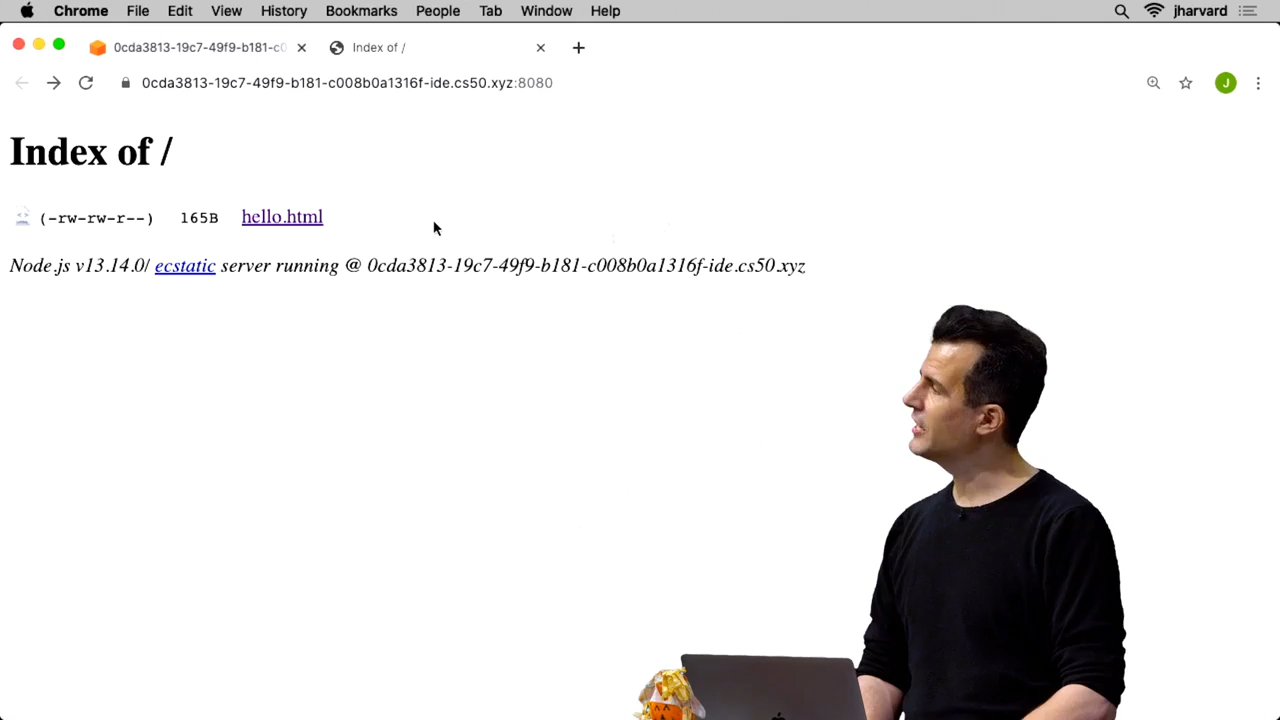 Chrome File Edit View History Bookmarks People Tab Window Help jharvard
0cda3813-19c7-49f9-b181-c0 Index of /
0cda3813-19c7-49f9-b181-c008b0a1316f-ide.cs50.xyz:8080 J
Index of /
(-rw-rw-r--) 165B hello.html
Node.js v13.14.0/ ecstatic server running @ 0cda3813-19c7-49f9-b181-c008b0a1316f-ide.cs50.xyz